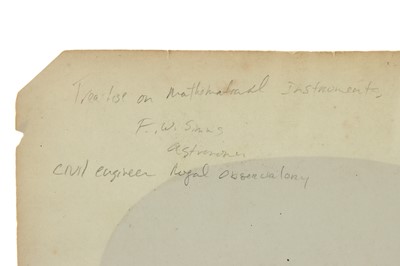 Treatise on Mathematical Instruments,
F. W. Simms
Astronomer
Civil engineer Royal Observatory